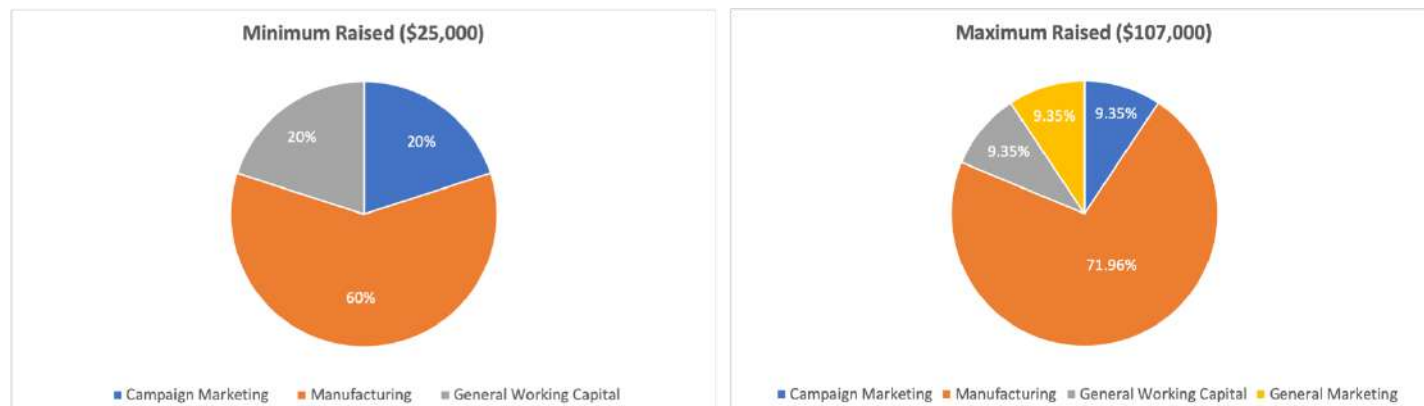 Minimum Raised ($25,000)
20%
20%
60%
Campaign Marketing Manufacturing General Working Capital
Maximum Raised ($107,000)
9.35%
9.35%
9.35%
71.96%
Campaign Marketing Manufacturing General Working Capital General Marketing